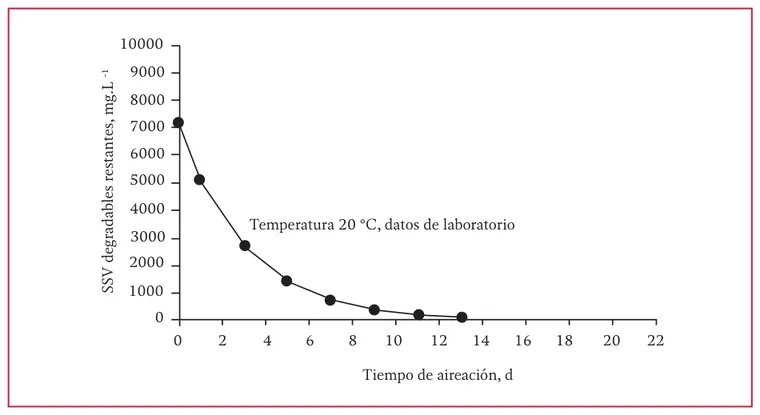 10000
9000
8000
7000
6000
5000
4000
3000
2000
1000
0
SSV degradables restantes, mg.L⁻¹
Temperatura 20 °C, datos de laboratorio
0 2 4 6 8 10 12 14 16 18 20 22
Tiempo de aireación, d